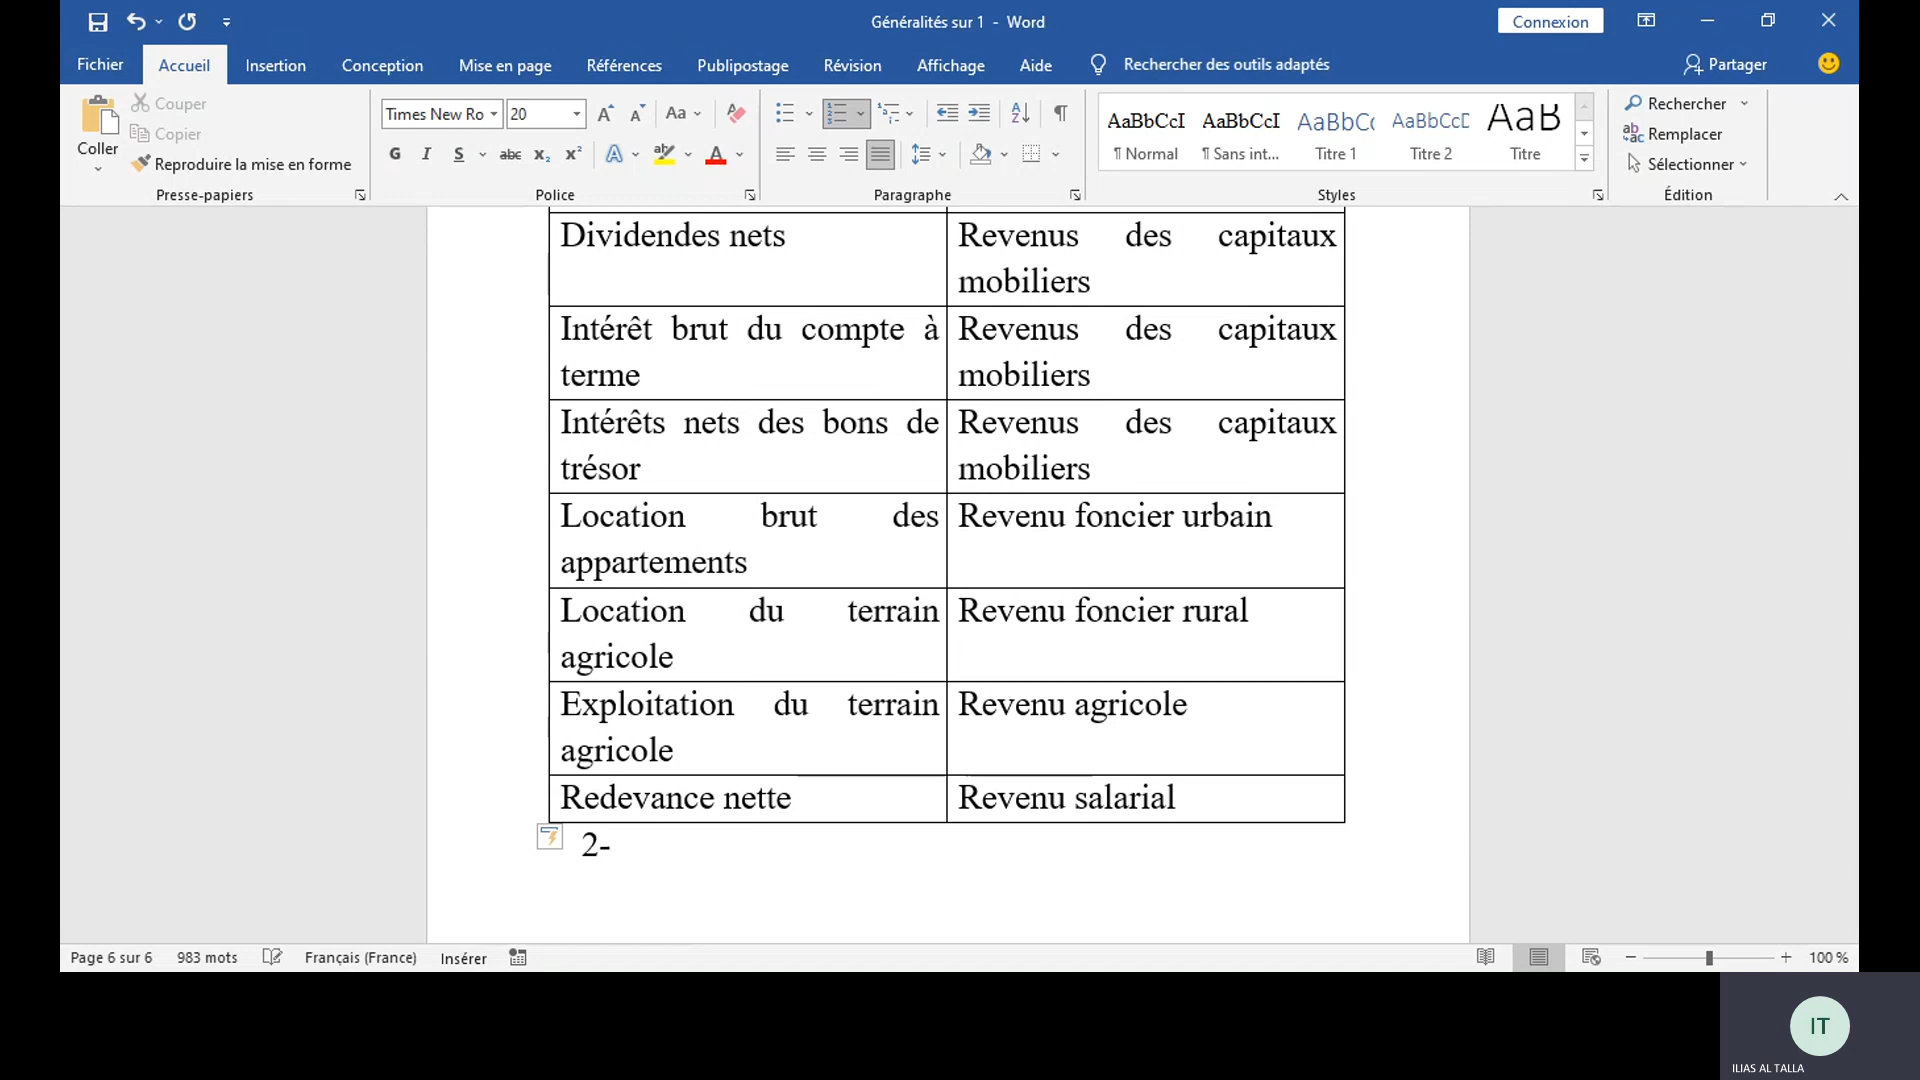 Généralités sur 1 - Word
Connexion
Fichier
Accueil
Insertion
Conception
Mise en page
Références
Publipostage
Révision
Affichage
Aide
Rechercher des outils adaptés
Partager
Coller
Couper
Copier
Reproduire la mise en forme
Presse-papiers
Times New Ro
20
Aa
G I S abc x₂ x²
A
Police
Paragraphe
AaBbCcI
¶ Normal
AaBbCcI
¶ Sans int...
AaBbC
Titre 1
AaBbCcD
Titre 2
AaB
Titre
Styles
Rechercher
Remplacer
Sélectionner
Édition
Dividendes nets
Revenus des capitaux
mobiliers
Intérêt brut du compte à
terme
Revenus des capitaux
mobiliers
Intérêts nets des bons de
trésor
Revenus des capitaux
mobiliers
Location brut des
appartements
Revenu foncier urbain
Location du terrain
agricole
Revenu foncier rural
Exploitation du terrain
agricole
Revenu agricole
Redevance nette
Revenu salarial
2-
Page 6 sur 6
983 mots
Français (France)
Insérer
100 %
IT
ILIAS AL TALLA